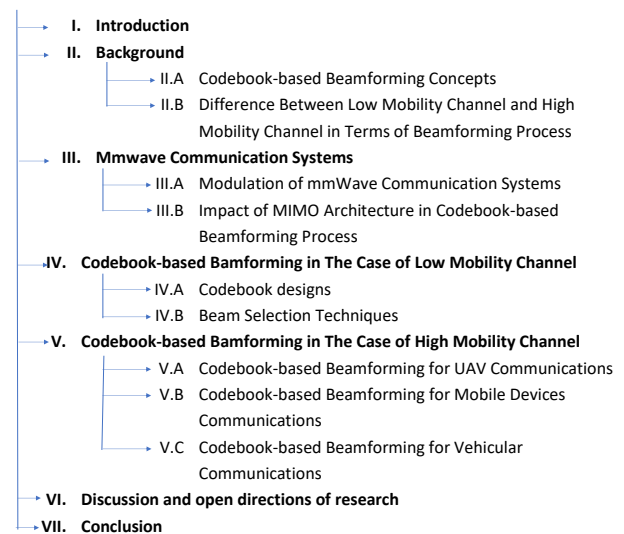 I. Introduction
II. Background
II.A Codebook-based Beamforming Concepts
II.B Difference Between Low Mobility Channel and High
Mobility Channel in Terms of Beamforming Process
III. Mmwave Communication Systems
III.A Modulation of mmWave Communication Systems
III.B Impact of MIMO Architecture in Codebook-based
Beamforming Process
IV. Codebook-based Bamforming in The Case of Low Mobility Channel
IV.A Codebook designs
IV.B Beam Selection Techniques
V. Codebook-based Bamforming in The Case of High Mobility Channel
V.A Codebook-based Beamforming for UAV Communications
V.B Codebook-based Beamforming for Mobile Devices
Communications
V.C Codebook-based Beamforming for Vehicular
Communications
VI. Discussion and open directions of research
VII. Conclusion